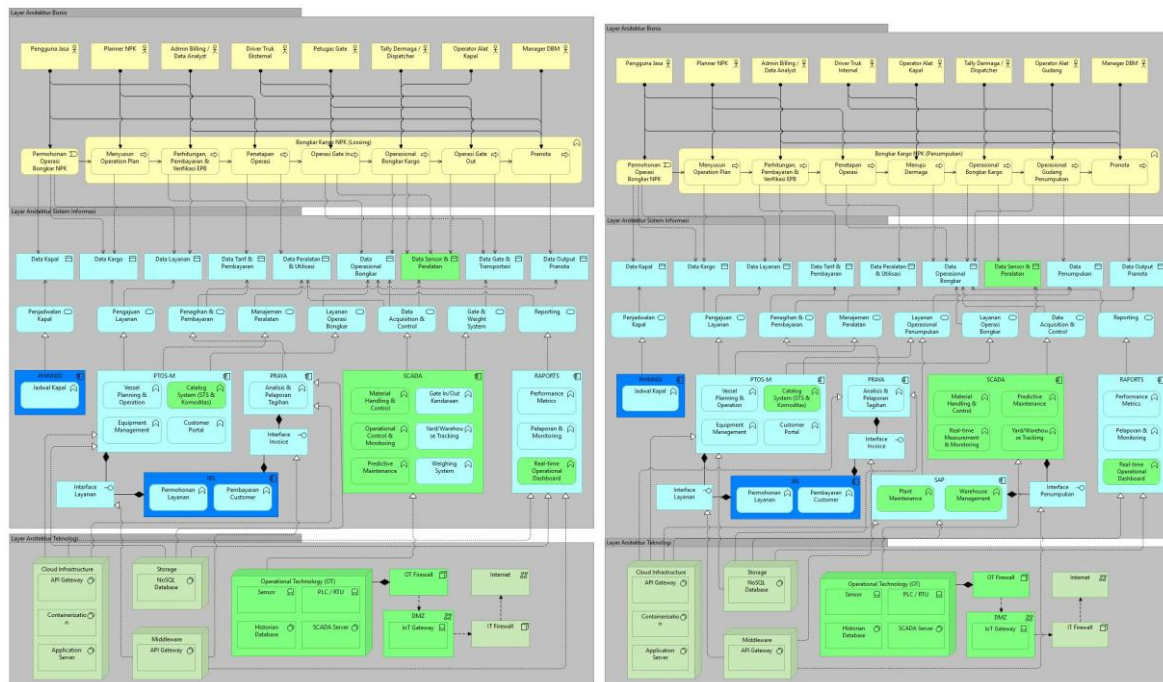 Layer Arsitektur Bisnis
Pengguna Jasa
Planner NPK
Admin Billing /
Data Analyst
Driver Truk
Eksternal
Petugas Gate
Tally Dermaga /
Dispatcher
Operator Alat
Kapal
Manager DBM
Bongkar Kargo NPK (Lossing)
Permohonan
Operasi
Bongkar NPK
Menyusun
Operation Plan
Perhitungan,
Pembayaran &
Verifikasi EPB
Penetapan
Operasi
Operasi Gate In
Operasional
Bongkar Kargo
Operasi Gate
Out
Pranota
Layer Arsitektur Sistem Informasi
Data Kapal
Data Kargo
Data Layanan
Data Tarif &
Pembayaran
Data Peralatan
& Utilisasi
Data
Operasional
Bongkar
Data Sensor &
Peralatan
Data Gate &
Transportasi
Data Output
Pranota
Penjadwalan
Kapal
Pengajuan
Layanan
Penagihan &
Pembayaran
Manajemen
Peralatan
Layanan
Operasi
Bongkar
Data
Acquisition &
Control
Gate &
Weight
System
Reporting
PHINNISI
Jadwal Kapal
PTOS-M
Vessel
Planning &
Operation
Catalog
System (STS &
Komoditas)
Equipment
Management
Customer
Portal
PRAYA
Analisis &
Pelaporan
Tagihan
Interface
Invoice
SCADA
Material
Handling &
Control
Gate In/Out
Kendaraan
Operational
Control &
Monitoring
Yard/Warehou
se Tracking
Predictive
Maintenance
Weighing
System
RAPORTS
Performance
Metrics
Pelaporan &
Monitoring
Real-time
Operational
Dashboard
Interface
Layanan
IBS
Permohonan
Layanan
Pembayaran
Customer
Layer Arsitektur Teknologi
Cloud Infrastructure
API Gateway
Containerizatio
n
Application
Server
Storage
NoSQL
Database
Middleware
API Gateway
Operational Technology (OT)
Sensor
PLC / RTU
Historian
Database
SCADA Server
OT Firewall
DMZ
IoT Gateway
Internet
IT Firewall
Layer Arsitektur Bisnis
Pengguna Jasa
Planner NPK
Admin Billing /
Data Analyst
Driver Truk
Internal
Operator Alat
Kapal
Tally Dermaga /
Dispatcher
Operator Alat
Gudang
Manager DBM
Bongkar Kargo NPK (Penumpukan)
Permohonan
Operasi
Bongkar NPK
Menyusun
Operation Plan
Perhitungan,
Pembayaran &
Verifikasi EPB
Penetapan
Operasi
Menuju
Dermaga
Operasional
Bongkar Kargo
Operasional
Gudang
Penumpukan
Pranota
Layer Arsitektur Sistem Informasi
Data Kapal
Data Kargo
Data Layanan
Data Tarif &
Pembayaran
Data Peralatan
& Utilisasi
Data
Operasional
Bongkar
Data Sensor &
Peralatan
Data
Penumpukan
Data Output
Pranota
Penjadwalan
Kapal
Pengajuan
Layanan
Penagihan &
Pembayaran
Manajemen
Peralatan
Layanan
Operasional
Penumpukan
Layanan
Operasi
Bongkar
Data
Acquisition &
Control
Reporting
PHINNISI
Jadwal Kapal
PTOS-M
Vessel
Planning &
Operation
Catalog
System (STS &
Komoditas)
Equipment
Management
Customer
Portal
PRAYA
Analisis &
Pelaporan
Tagihan
Interface
Invoice
SCADA
Material
Handling &
Control
Predictive
Maintenance
Real-time
Measurement
& Monitoring
Yard/Warehou
se Tracking
RAPORTS
Performance
Metrics
Pelaporan &
Monitoring
Real-time
Operational
Dashboard
Interface
Layanan
IBS
Permohonan
Layanan
Pembayaran
Customer
SAP
Plant
Maintenance
Warehouse
Management
Interface
Penumpukan
Layer Arsitektur Teknologi
Cloud Infrastructure
API Gateway
Containerizatio
n
Application
Server
Storage
NoSQL
Database
Middleware
API Gateway
Operational Technology (OT)
Sensor
PLC / RTU
Historian
Database
SCADA Server
OT Firewall
DMZ
IoT Gateway
Internet
IT Firewall